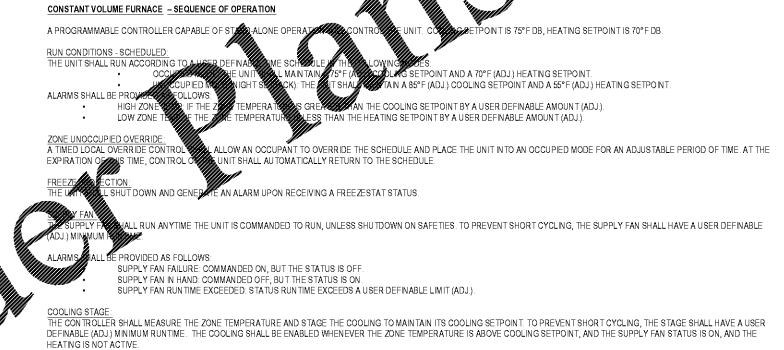 CONSTANT VOLUME FURNACE – SEQUENCE OF OPERATION
A PROGRAMMABLE CONTROLLER CAPABLE OF STAND-ALONE OPERATION SHALL CONTROL THE UNIT. COOLING SETPOINT IS 75°F DB, HEATING SETPOINT IS 70°F DB.
RUN CONDITIONS - SCHEDULED:
THE UNIT SHALL RUN ACCORDING TO A USER DEFINABLE TIME SCHEDULE IN THE FOLLOWING MODES:
• OCCUPIED MODE: THE UNIT SHALL MAINTAIN A 75°F (ADJ.) COOLING SETPOINT AND A 70°F (ADJ.) HEATING SETPOINT.
• UNOCCUPIED MODE (NIGHT SETBACK): THE UNIT SHALL MAINTAIN A 85°F (ADJ.) COOLING SETPOINT AND A 55°F (ADJ.) HEATING SETPOINT.
ALARMS SHALL BE PROVIDED AS FOLLOWS:
• HIGH ZONE TEMP: IF THE ZONE TEMPERATURE IS GREATER THAN THE COOLING SETPOINT BY A USER DEFINABLE AMOUNT (ADJ.).
• LOW ZONE TEMP: IF THE ZONE TEMPERATURE IS LESS THAN THE HEATING SETPOINT BY A USER DEFINABLE AMOUNT (ADJ.).
ZONE UNOCCUPIED OVERRIDE:
A TIMED LOCAL OVERRIDE CONTROL SHALL ALLOW AN OCCUPANT TO OVERRIDE THE SCHEDULE AND PLACE THE UNIT INTO AN OCCUPIED MODE FOR AN ADJUSTABLE PERIOD OF TIME. AT THE
EXPIRATION OF THIS TIME, CONTROL OF THE UNIT SHALL AUTOMATICALLY RETURN TO THE SCHEDULE.
FREEZE PROTECTION:
THE UNIT SHALL SHUT DOWN AND GENERATE AN ALARM UPON RECEIVING A FREEZESTAT STATUS.
SUPPLY FAN:
THE SUPPLY FAN SHALL RUN ANYTIME THE UNIT IS COMMANDED TO RUN, UNLESS SHUTDOWN ON SAFETIES. TO PREVENT SHORT CYCLING, THE SUPPLY FAN SHALL HAVE A USER DEFINABLE
(ADJ.) MINIMUM RUNTIME.
ALARMS SHALL BE PROVIDED AS FOLLOWS:
• SUPPLY FAN FAILURE: COMMANDED ON, BUT THE STATUS IS OFF.
• SUPPLY FAN IN HAND: COMMANDED OFF, BUT THE STATUS IS ON.
• SUPPLY FAN RUNTIME EXCEEDED: STATUS RUNTIME EXCEEDS A USER DEFINABLE LIMIT (ADJ.).
COOLING STAGE:
THE CONTROLLER SHALL MEASURE THE ZONE TEMPERATURE AND STAGE THE COOLING TO MAINTAIN ITS COOLING SETPOINT. TO PREVENT SHORT CYCLING, THE STAGE SHALL HAVE A USER
DEFINABLE (ADJ.) MINIMUM RUNTIME. THE COOLING SHALL BE ENABLED WHENEVER THE ZONE TEMPERATURE IS ABOVE COOLING SETPOINT, AND THE SUPPLY FAN STATUS IS ON, AND THE
HEATING IS NOT ACTIVE.
Plans